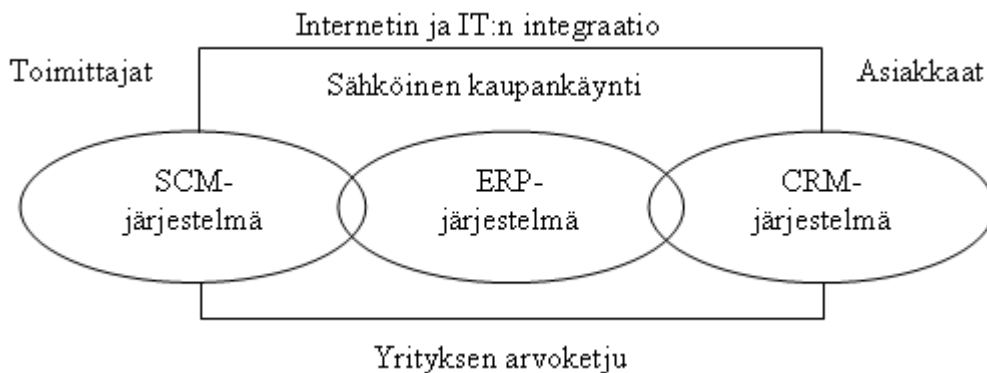 Internetin ja IT:n integraatio
Toimittajat
Asiakkaat
Sähköinen kaupankäynti
SCM-
järjestelmä
ERP-
järjestelmä
CRM-
järjestelmä
Yrityksen arvoketju